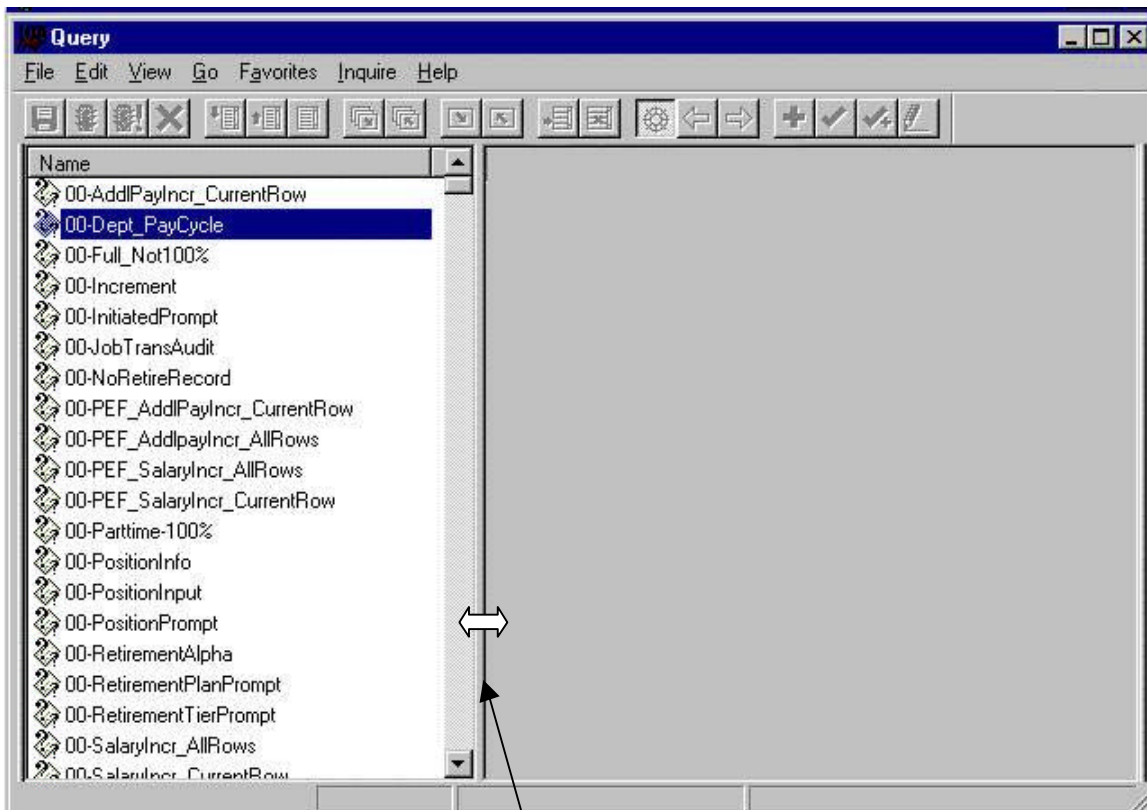 Query
File Edit View Go Favorites Inquire Help
Name
00-AddlPayIncr_CurrentRow
00-Dept_PayCycle
00-Full_Not100%
00-Increment
00-InitiatedPrompt
00-JobTransAudit
00-NoRetireRecord
00-PEF_AddlPayIncr_CurrentRow
00-PEF_AddlpayIncr_AllRows
00-PEF_SalaryIncr_AllRows
00-PEF_SalaryIncr_CurrentRow
00-Parttime-100%
00-PositionInfo
00-PositionInput
00-PositionPrompt
00-RetirementAlpha
00-RetirementPlanPrompt
00-RetirementTierPrompt
00-SalaryIncr_AllRows
00-SalaryIncr_CurrentRow